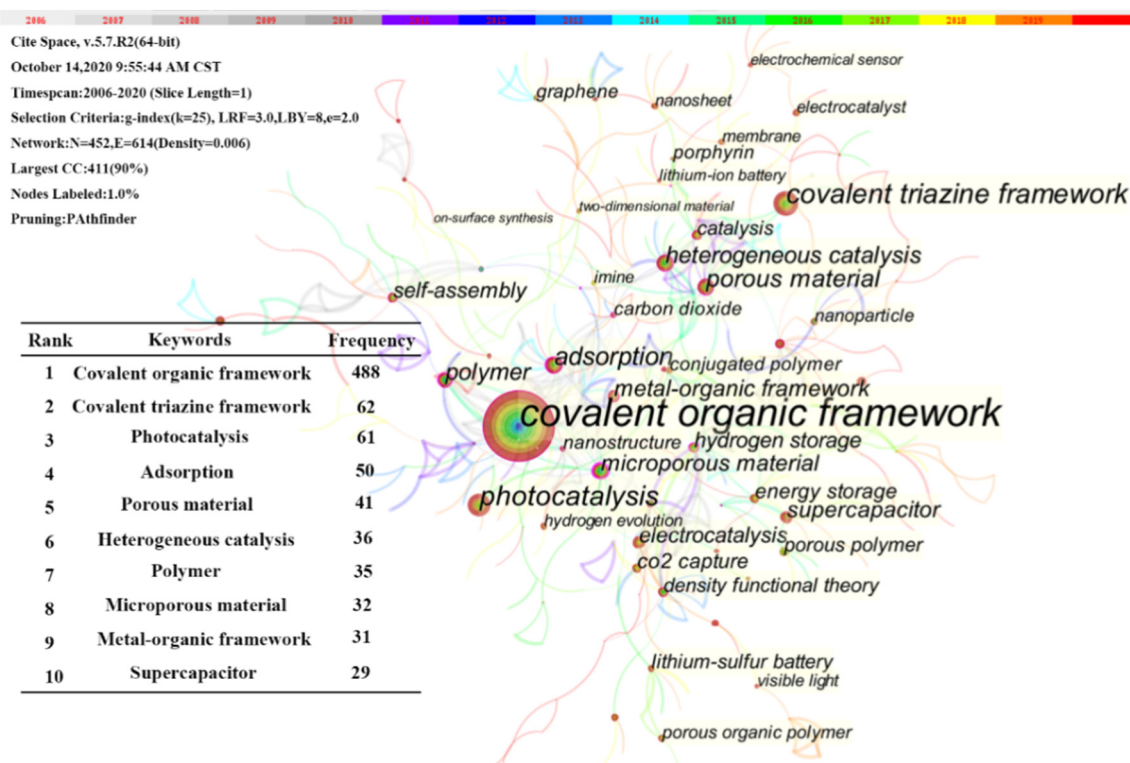 2006 2007 2008 2009 2010 2011 2012 2013 2014 2015 2016 2017 2018 2019
Cite Space, v.5.7.R2(64-bit)
October 14,2020 9:55:44 AM CST
Timespcan:2006-2020 (Slice Length=1)
Selection Criteria:g-index(k=25), LRF=3.0,LBY=8,e=2.0
Network:N=452,E=614(Density=0.006)
Largest CC:411(90%)
Nodes Labeled:1.0%
Pruning:PAthfinder
electrochemical sensor
graphene
nanosheet
electrocatalyst
membrane
porphyrin
lithium-ion battery
covalent triazine framework
two-dimensional material
on-surface synthesis
catalysis
heterogeneous catalysis
imine
porous material
self-assembly
carbon dioxide
nanoparticle
adsorption
conjugated polymer
polymer
metal-organic framework
covalent organic framework
nanostructure
hydrogen storage
microporous material
photocatalysis
energy storage
supercapacitor
hydrogen evolution
electrocatalysis
porous polymer
co2 capture
density functional theory
lithium-sulfur battery
visible light
porous organic polymer
Rank Keywords Frequency
1 Covalent organic framework 488
2 Covalent triazine framework 62
3 Photocatalysis 61
4 Adsorption 50
5 Porous material 41
6 Heterogeneous catalysis 36
7 Polymer 35
8 Microporous material 32
9 Metal-organic framework 31
10 Supercapacitor 29